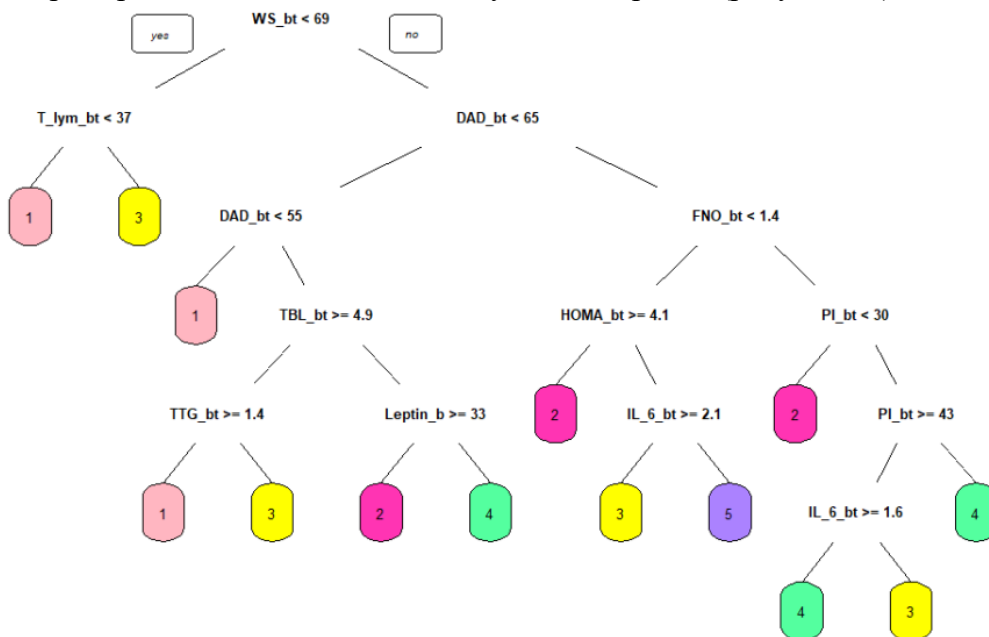 WS_bt < 69
yes
no
T_lym_bt < 37
DAD_bt < 65
1
3
DAD_bt < 55
FNO_bt < 1.4
1
TBL_bt >= 4.9
HOMA_bt >= 4.1
PI_bt < 30
TTG_bt >= 1.4
Leptin_b >= 33
2
IL_6_bt >= 2.1
2
PI_bt >= 43
1
3
2
4
3
5
IL_6_bt >= 1.6
4
4
3